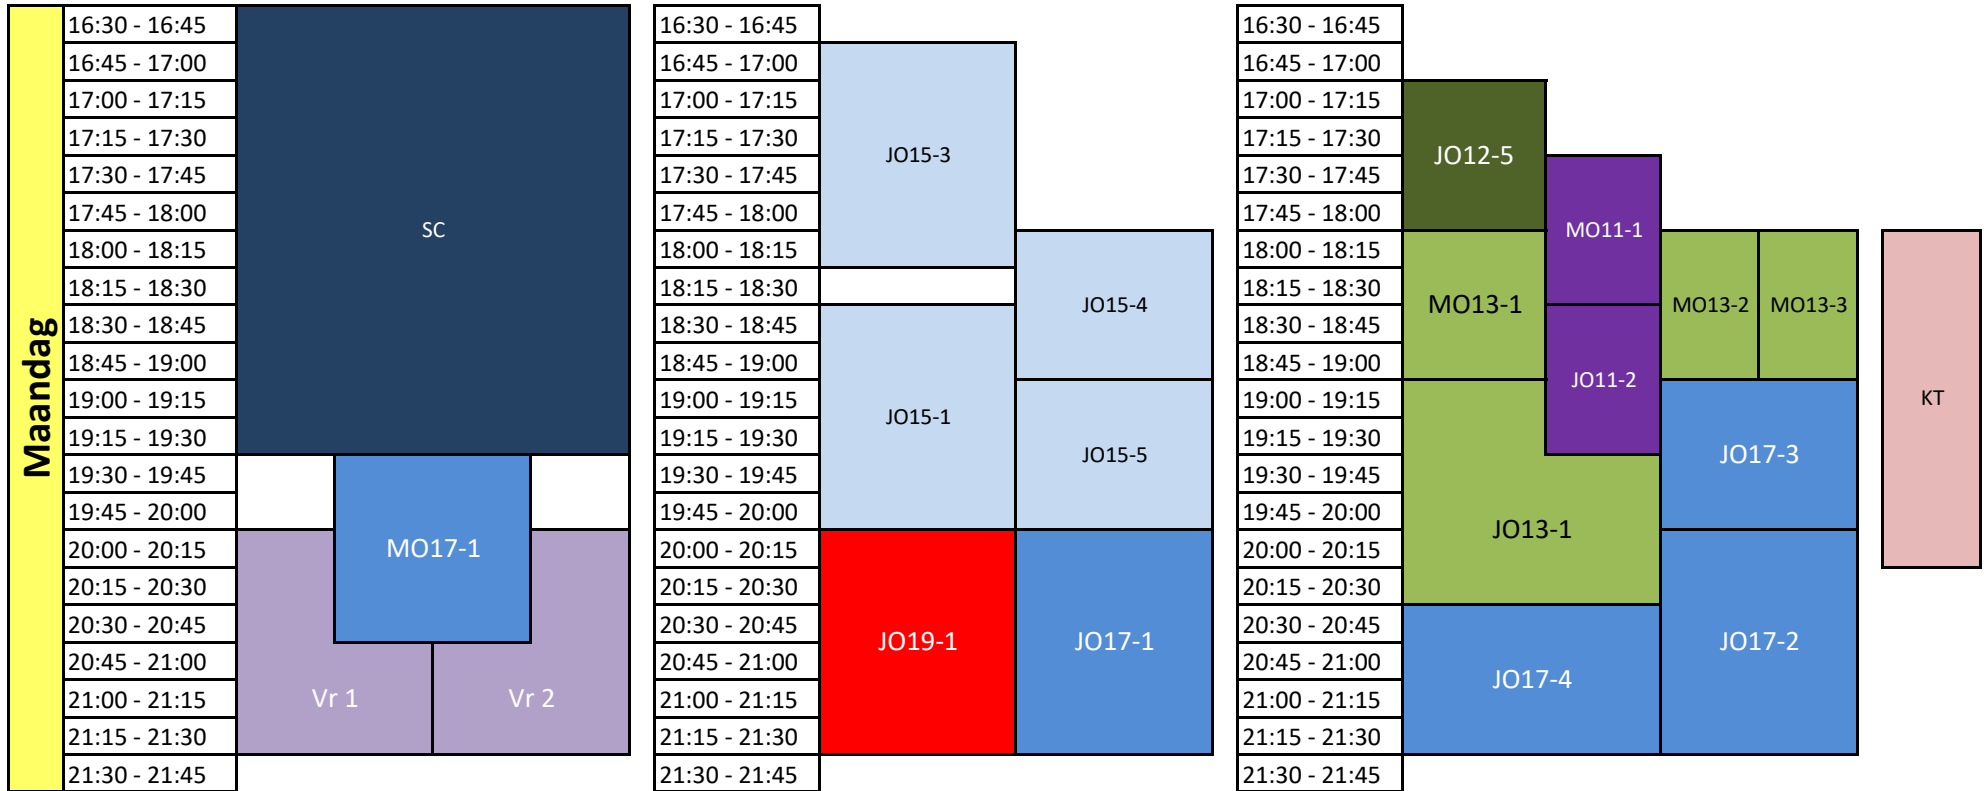 Maandag
16:30 - 16:45
16:45 - 17:00
17:00 - 17:15
17:15 - 17:30
17:30 - 17:45
17:45 - 18:00
18:00 - 18:15
18:15 - 18:30
18:30 - 18:45
18:45 - 19:00
19:00 - 19:15
19:15 - 19:30
19:30 - 19:45
19:45 - 20:00
20:00 - 20:15
20:15 - 20:30
20:30 - 20:45
20:45 - 21:00
21:00 - 21:15
21:15 - 21:30
21:30 - 21:45
SC
MO17-1
Vr 1
Vr 2
16:30 - 16:45
16:45 - 17:00
17:00 - 17:15
17:15 - 17:30
17:30 - 17:45
17:45 - 18:00
18:00 - 18:15
18:15 - 18:30
18:30 - 18:45
18:45 - 19:00
19:00 - 19:15
19:15 - 19:30
19:30 - 19:45
19:45 - 20:00
20:00 - 20:15
20:15 - 20:30
20:30 - 20:45
20:45 - 21:00
21:00 - 21:15
21:15 - 21:30
21:30 - 21:45
JO15-3
JO15-4
JO15-1
JO15-5
JO19-1
JO17-1
16:30 - 16:45
16:45 - 17:00
17:00 - 17:15
17:15 - 17:30
17:30 - 17:45
17:45 - 18:00
18:00 - 18:15
18:15 - 18:30
18:30 - 18:45
18:45 - 19:00
19:00 - 19:15
19:15 - 19:30
19:30 - 19:45
19:45 - 20:00
20:00 - 20:15
20:15 - 20:30
20:30 - 20:45
20:45 - 21:00
21:00 - 21:15
21:15 - 21:30
21:30 - 21:45
JO12-5
MO11-1
MO13-1
MO13-2
MO13-3
JO11-2
JO17-3
JO13-1
JO17-2
JO17-4
KT